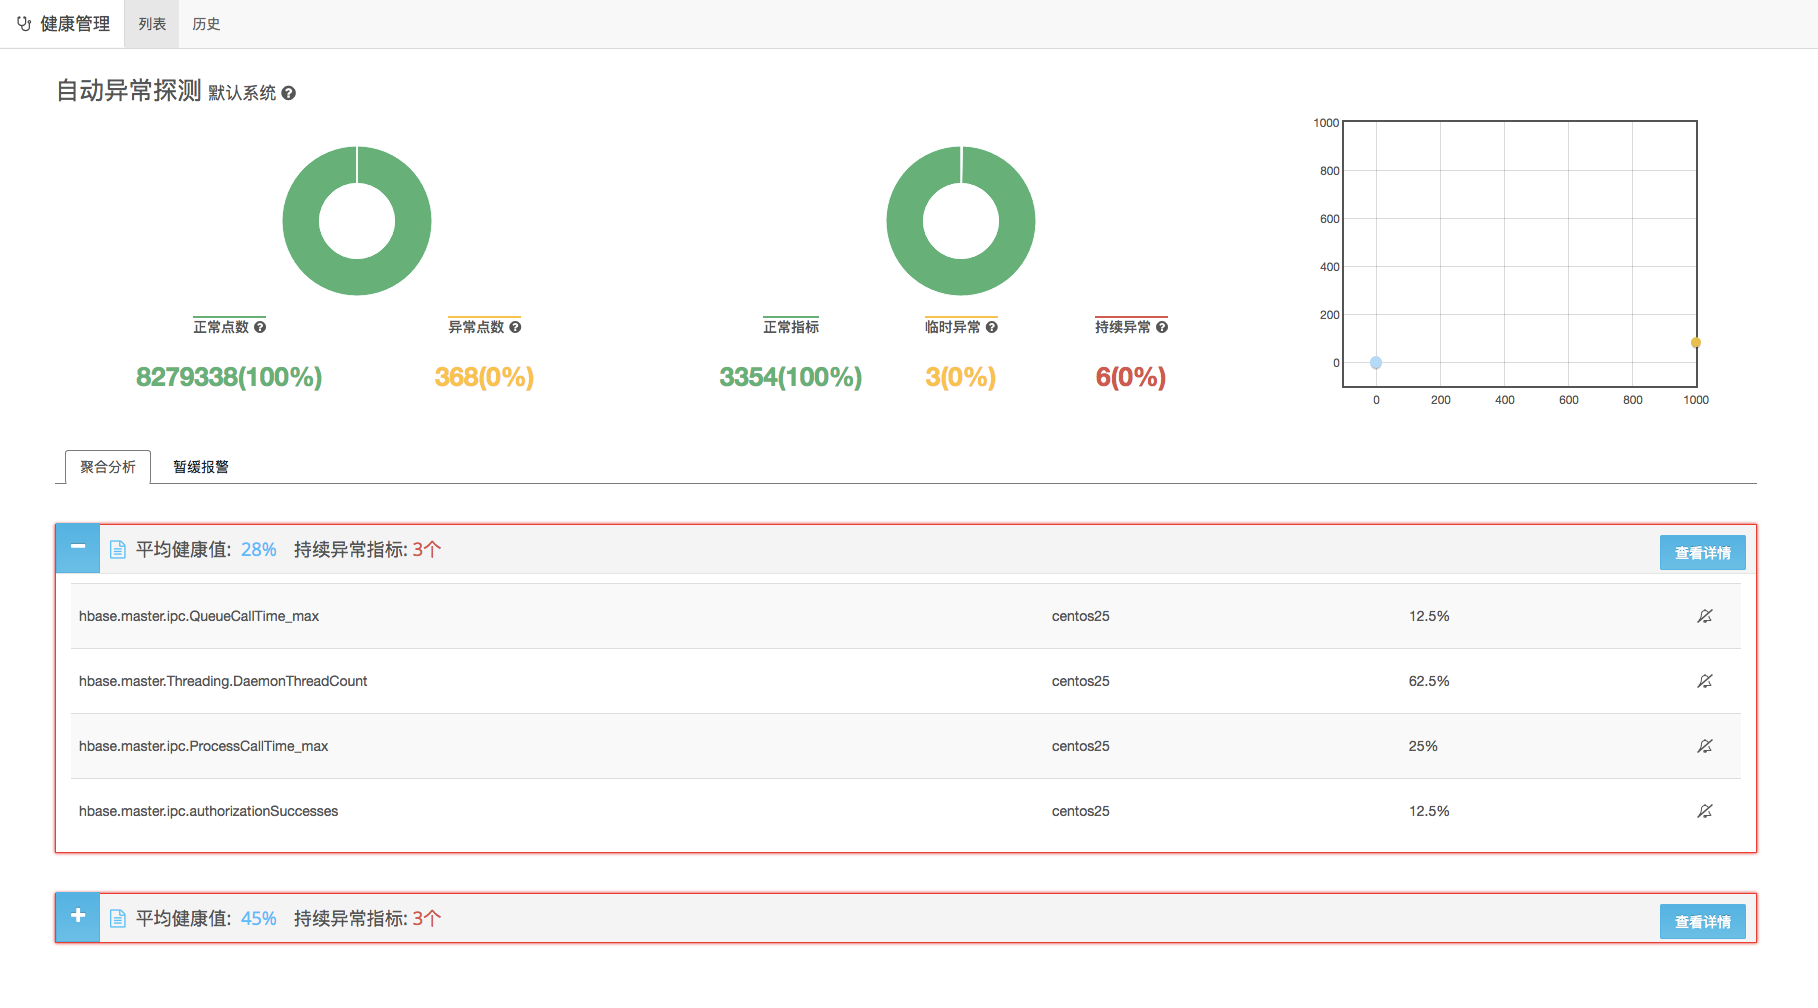 健康管理 列表 历史
自动异常探测 默认系统
正常点数 异常点数
8279338(100%) 368(0%)
正常指标 临时异常 持续异常
3354(100%) 3(0%) 6(0%)
1000
800
600
400
200
0
0 200 400 600 800 1000
聚合分析 暂缓报警
平均健康值: 28% 持续异常指标: 3个 查看详情
hbase.master.ipc.QueueCallTime_max centos25 12.5%
hbase.master.Threading.DaemonThreadCount centos25 62.5%
hbase.master.ipc.ProcessCallTime_max centos25 25%
hbase.master.ipc.authorizationSuccesses centos25 12.5%
平均健康值: 45% 持续异常指标: 3个 查看详情